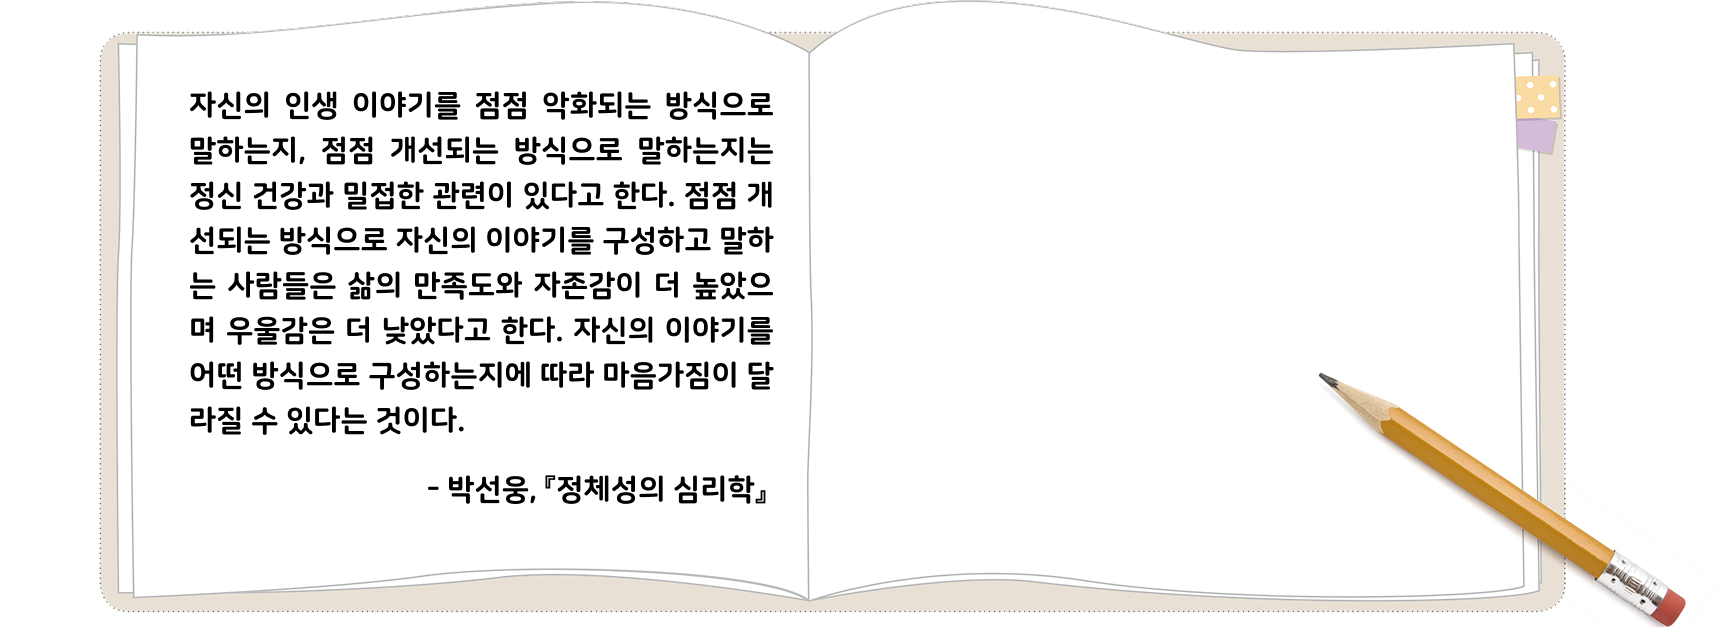 자신의 인생 이야기를 점점 악화되는 방식으로
말하는지, 점점 개선되는 방식으로 말하는지는
정신 건강과 밀접한 관련이 있다고 한다. 점점 개
선되는 방식으로 자신의 이야기를 구성하고 말하
는 사람들은 삶의 만족도와 자존감이 더 높았으
며 우울감은 더 낮았다고 한다. 자신의 이야기를
어떤 방식으로 구성하는지에 따라 마음가짐이 달
라질 수 있다는 것이다.
- 박선웅,『정체성의 심리학』